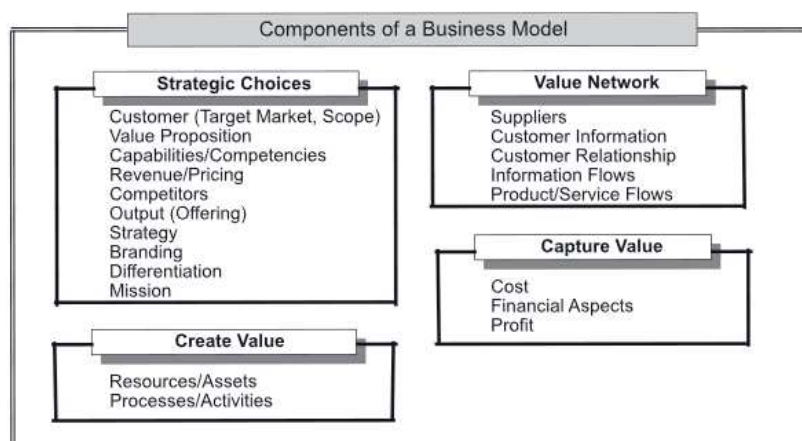 Components of a Business Model
Strategic Choices
Customer (Target Market, Scope)
Value Proposition
Capabilities/Competencies
Revenue/Pricing
Competitors
Output (Offering)
Strategy
Branding
Differentiation
Mission
Create Value
Resources/Assets
Processes/Activities
Value Network
Suppliers
Customer Information
Customer Relationship
Information Flows
Product/Service Flows
Capture Value
Cost
Financial Aspects
Profit